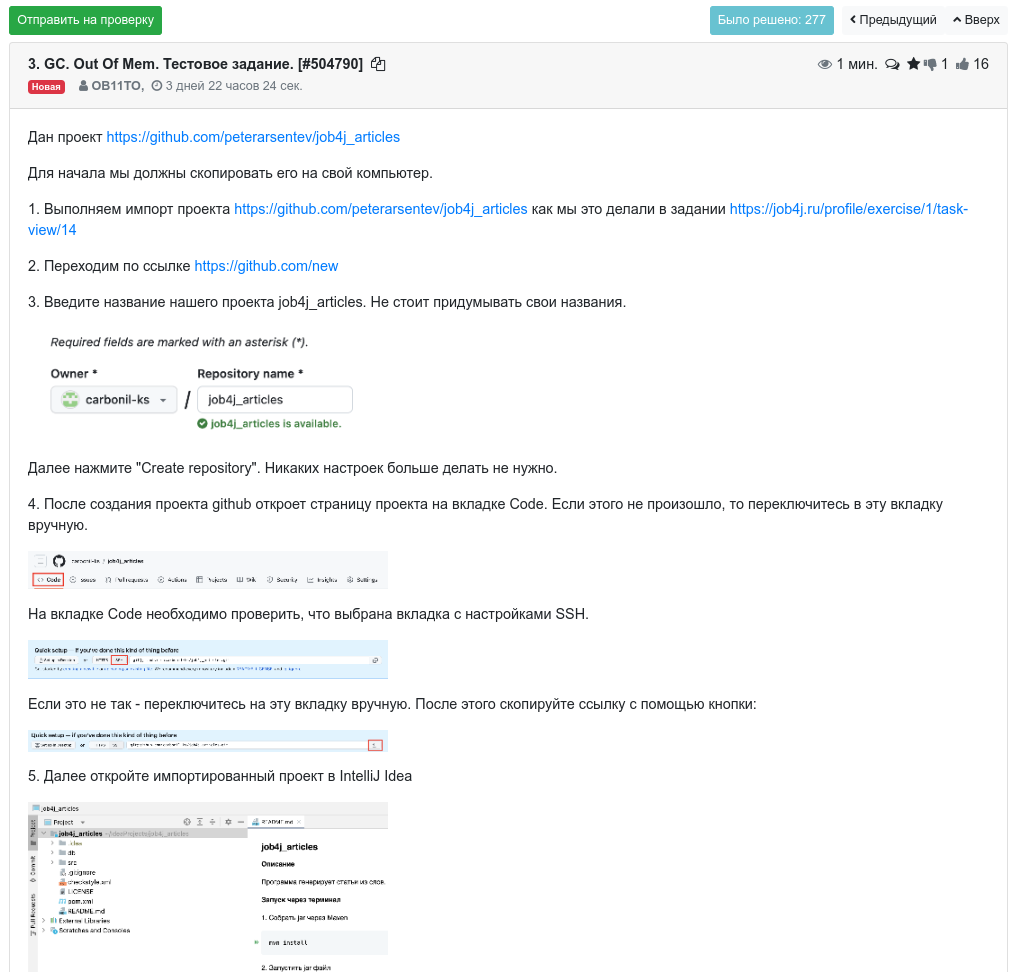 Отправить на проверку
Было решено: 277
Предыдущий
Вверх
3. GC. Out Of Mem. Тестовое задание. [#504790]
1 мин. 1 16
Новая OB11TO, 3 дней 22 часов 24 сек.
Дан проект https://github.com/peterarsentev/job4j_articles
Для начала мы должны скопировать его на свой компьютер.
1. Выполняем импорт проекта https://github.com/peterarsentev/job4j_articles как мы это делали в задании https://job4j.ru/profile/exercise/1/task-
view/14
2. Переходим по ссылке https://github.com/new
3. Введите название нашего проекта job4j_articles. Не стоит придумывать свои названия.
Required fields are marked with an asterisk (*).
Owner * Repository name *
carbonil-ks / job4j_articles
job4j_articles is available.
Далее нажмите "Create repository". Никаких настроек больше делать не нужно.
4. После создания проекта github откроет страницу проекта на вкладке Code. Если этого не произошло, то переключитесь в эту вкладку
вручную.
carbonil-ks / job4j_articles
Code Issues Pull requests Actions Projects Wiki Security Insights Settings
На вкладке Code необходимо проверить, что выбрана вкладка с настройками SSH.
Quick setup — if you've done this kind of thing before
Если это не так - переключитесь на эту вкладку вручную. После этого скопируйте ссылку с помощью кнопки:
Quick setup — if you've done this kind of thing before
5. Далее откройте импортированный проект в IntelliJ Idea
job4j_articles
Project
README.md
job4j_articles
.idea
db
src
.gitignore
checkstyle.xml
LICENSE
pom.xml
README.md
External Libraries
Scratches and Consoles
Project
Commit
Pull Requests
job4j_articles
Описание
Программа генерирует статьи из слов.
Запуск через терминал
1. Собрать jar через Maven
mvn install
2. Запустить jar файл